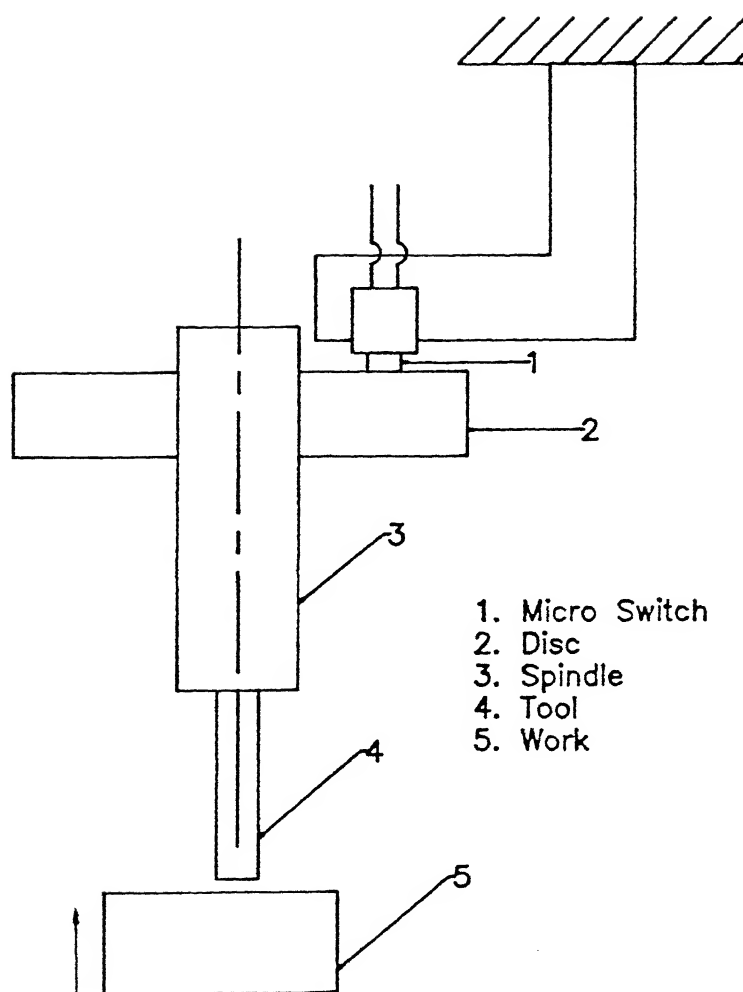 1
2
3
1. Micro Switch
2. Disc
3. Spindle
4. Tool
5. Work
4
5